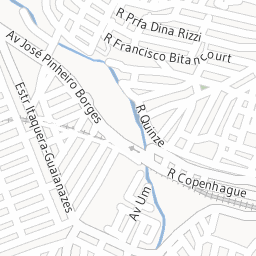 R Prfa Dina Rizzi
R Francisco Bitancourt
Av José Pinheiro Borges
R Quinze
Estr Itaquera-Guaianazes
R Copenhague
Av Um